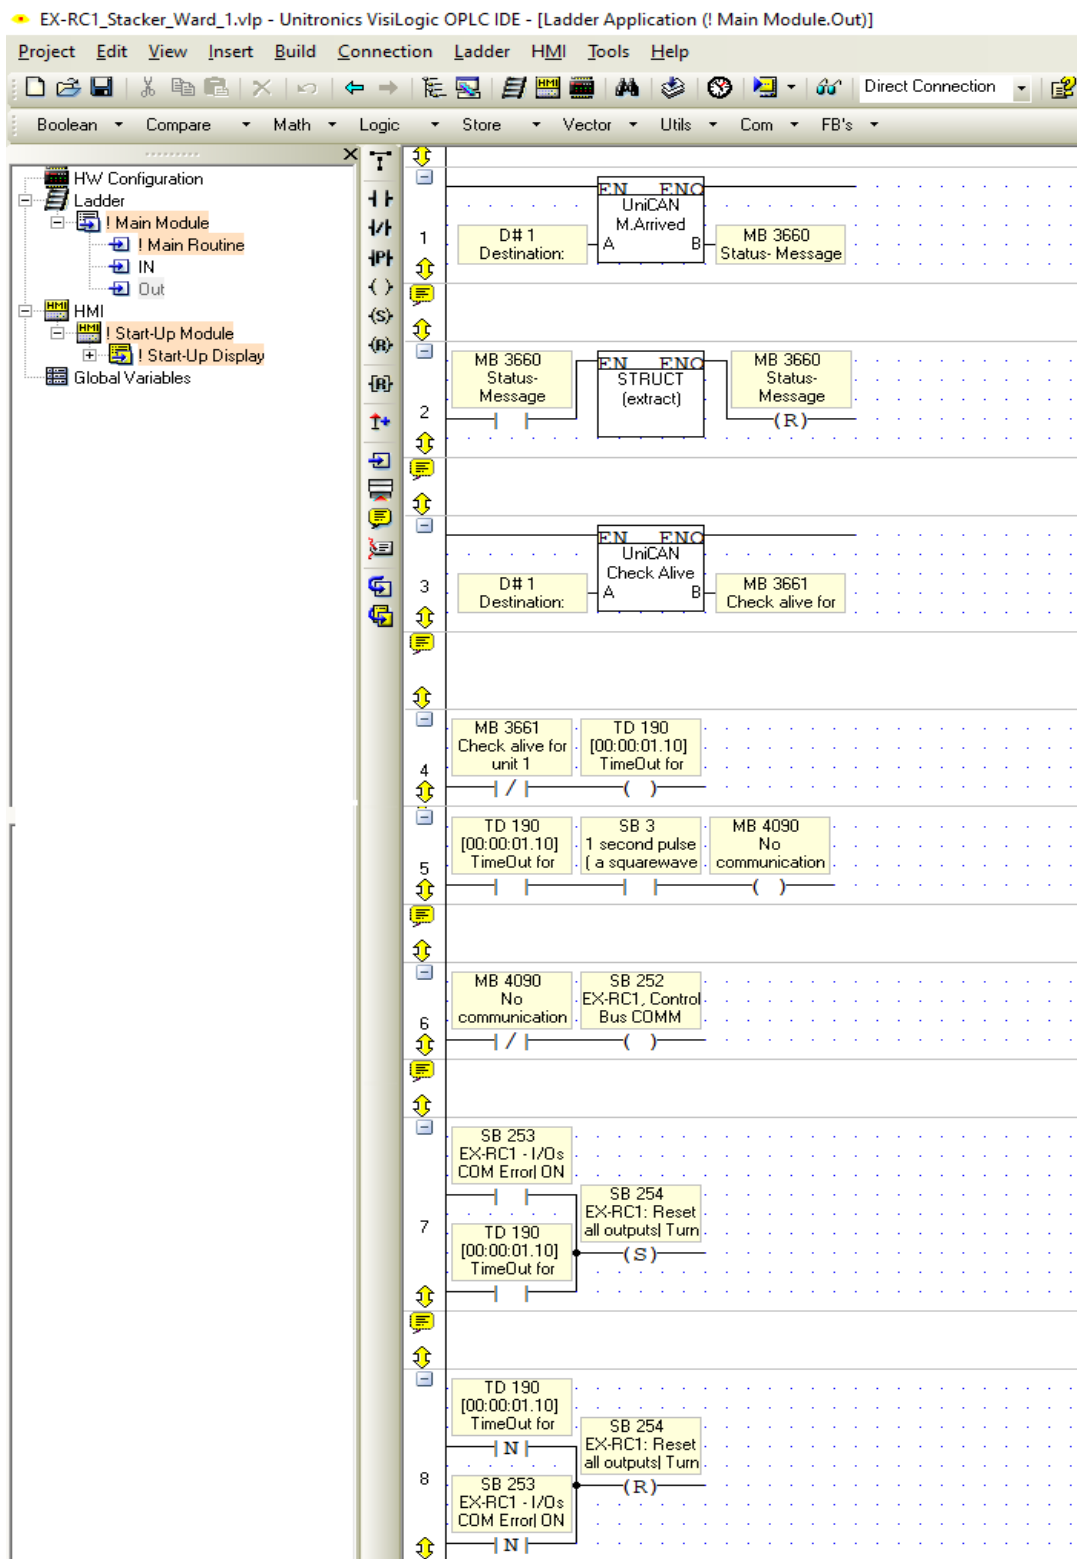 EX-RC1_Stacker_Ward_1.vlp - Unitronics VisiLogic OPLC IDE - [Ladder Application (! Main Module.Out)]
Project Edit View Insert Build Connection Ladder HMI Tools Help
HMI Direct Connection
Boolean Compare Math Logic Store Vector Utils Com FB's
HW Configuration
Ladder
! Main Module
! Main Routine
IN
Out
HMI HMI
HMI ! Start-Up Module
! Start-Up Display
Global Variables
P
(S)
(R)
{R}
1
EN ENO
UniCAN
M.Arrived
D# 1
Destination:
A B
MB 3660
Status- Message
2
MB 3660
Status-
Message
EN ENO
STRUCT
(extract)
MB 3660
Status-
Message
(R)
3
EN ENO
UniCAN
Check Alive
D# 1
Destination:
A B
MB 3661
Check alive for
4
MB 3661
Check alive for
unit 1
TD 190
[00:00:01.10]
TimeOut for
/ ( )
5
TD 190
[00:00:01.10]
TimeOut for
SB 3
1 second pulse
( a squarewave
MB 4090
No
communication
( )
6
MB 4090
No
communication
SB 252
EX-RC1, Control
Bus COMM
/ ( )
7
SB 253
EX-RC1 - I/Os
COM Error| ON
TD 190
[00:00:01.10]
TimeOut for
SB 254
EX-RC1: Reset
all outputs| Turn
(S)
8
TD 190
[00:00:01.10]
TimeOut for
N
SB 253
EX-RC1 - I/Os
COM Error| ON
N
SB 254
EX-RC1: Reset
all outputs| Turn
(R)